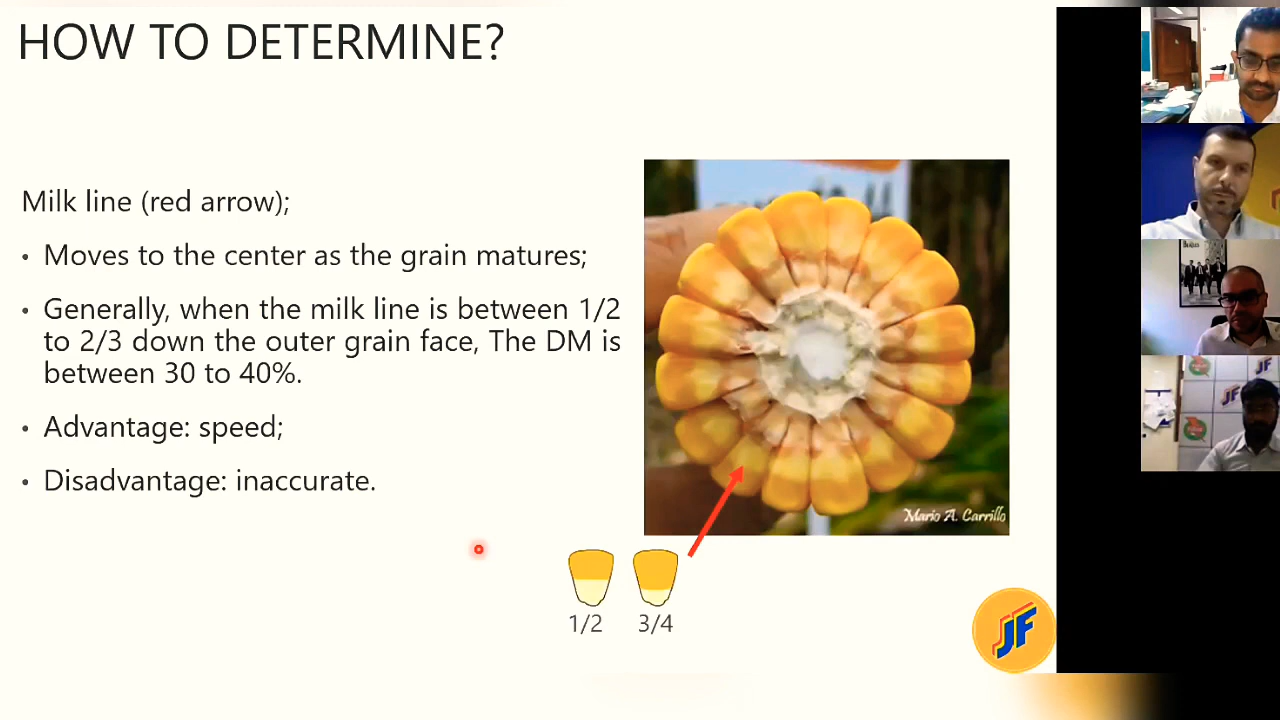 HOW TO DETERMINE?
Milk line (red arrow);
• Moves to the center as the grain matures;
• Generally, when the milk line is between 1/2
to 2/3 down the outer grain face, The DM is
between 30 to 40%.
• Advantage: speed;
• Disadvantage: inaccurate.
Mario A. Carrillo
1/2 3/4
JF
JF